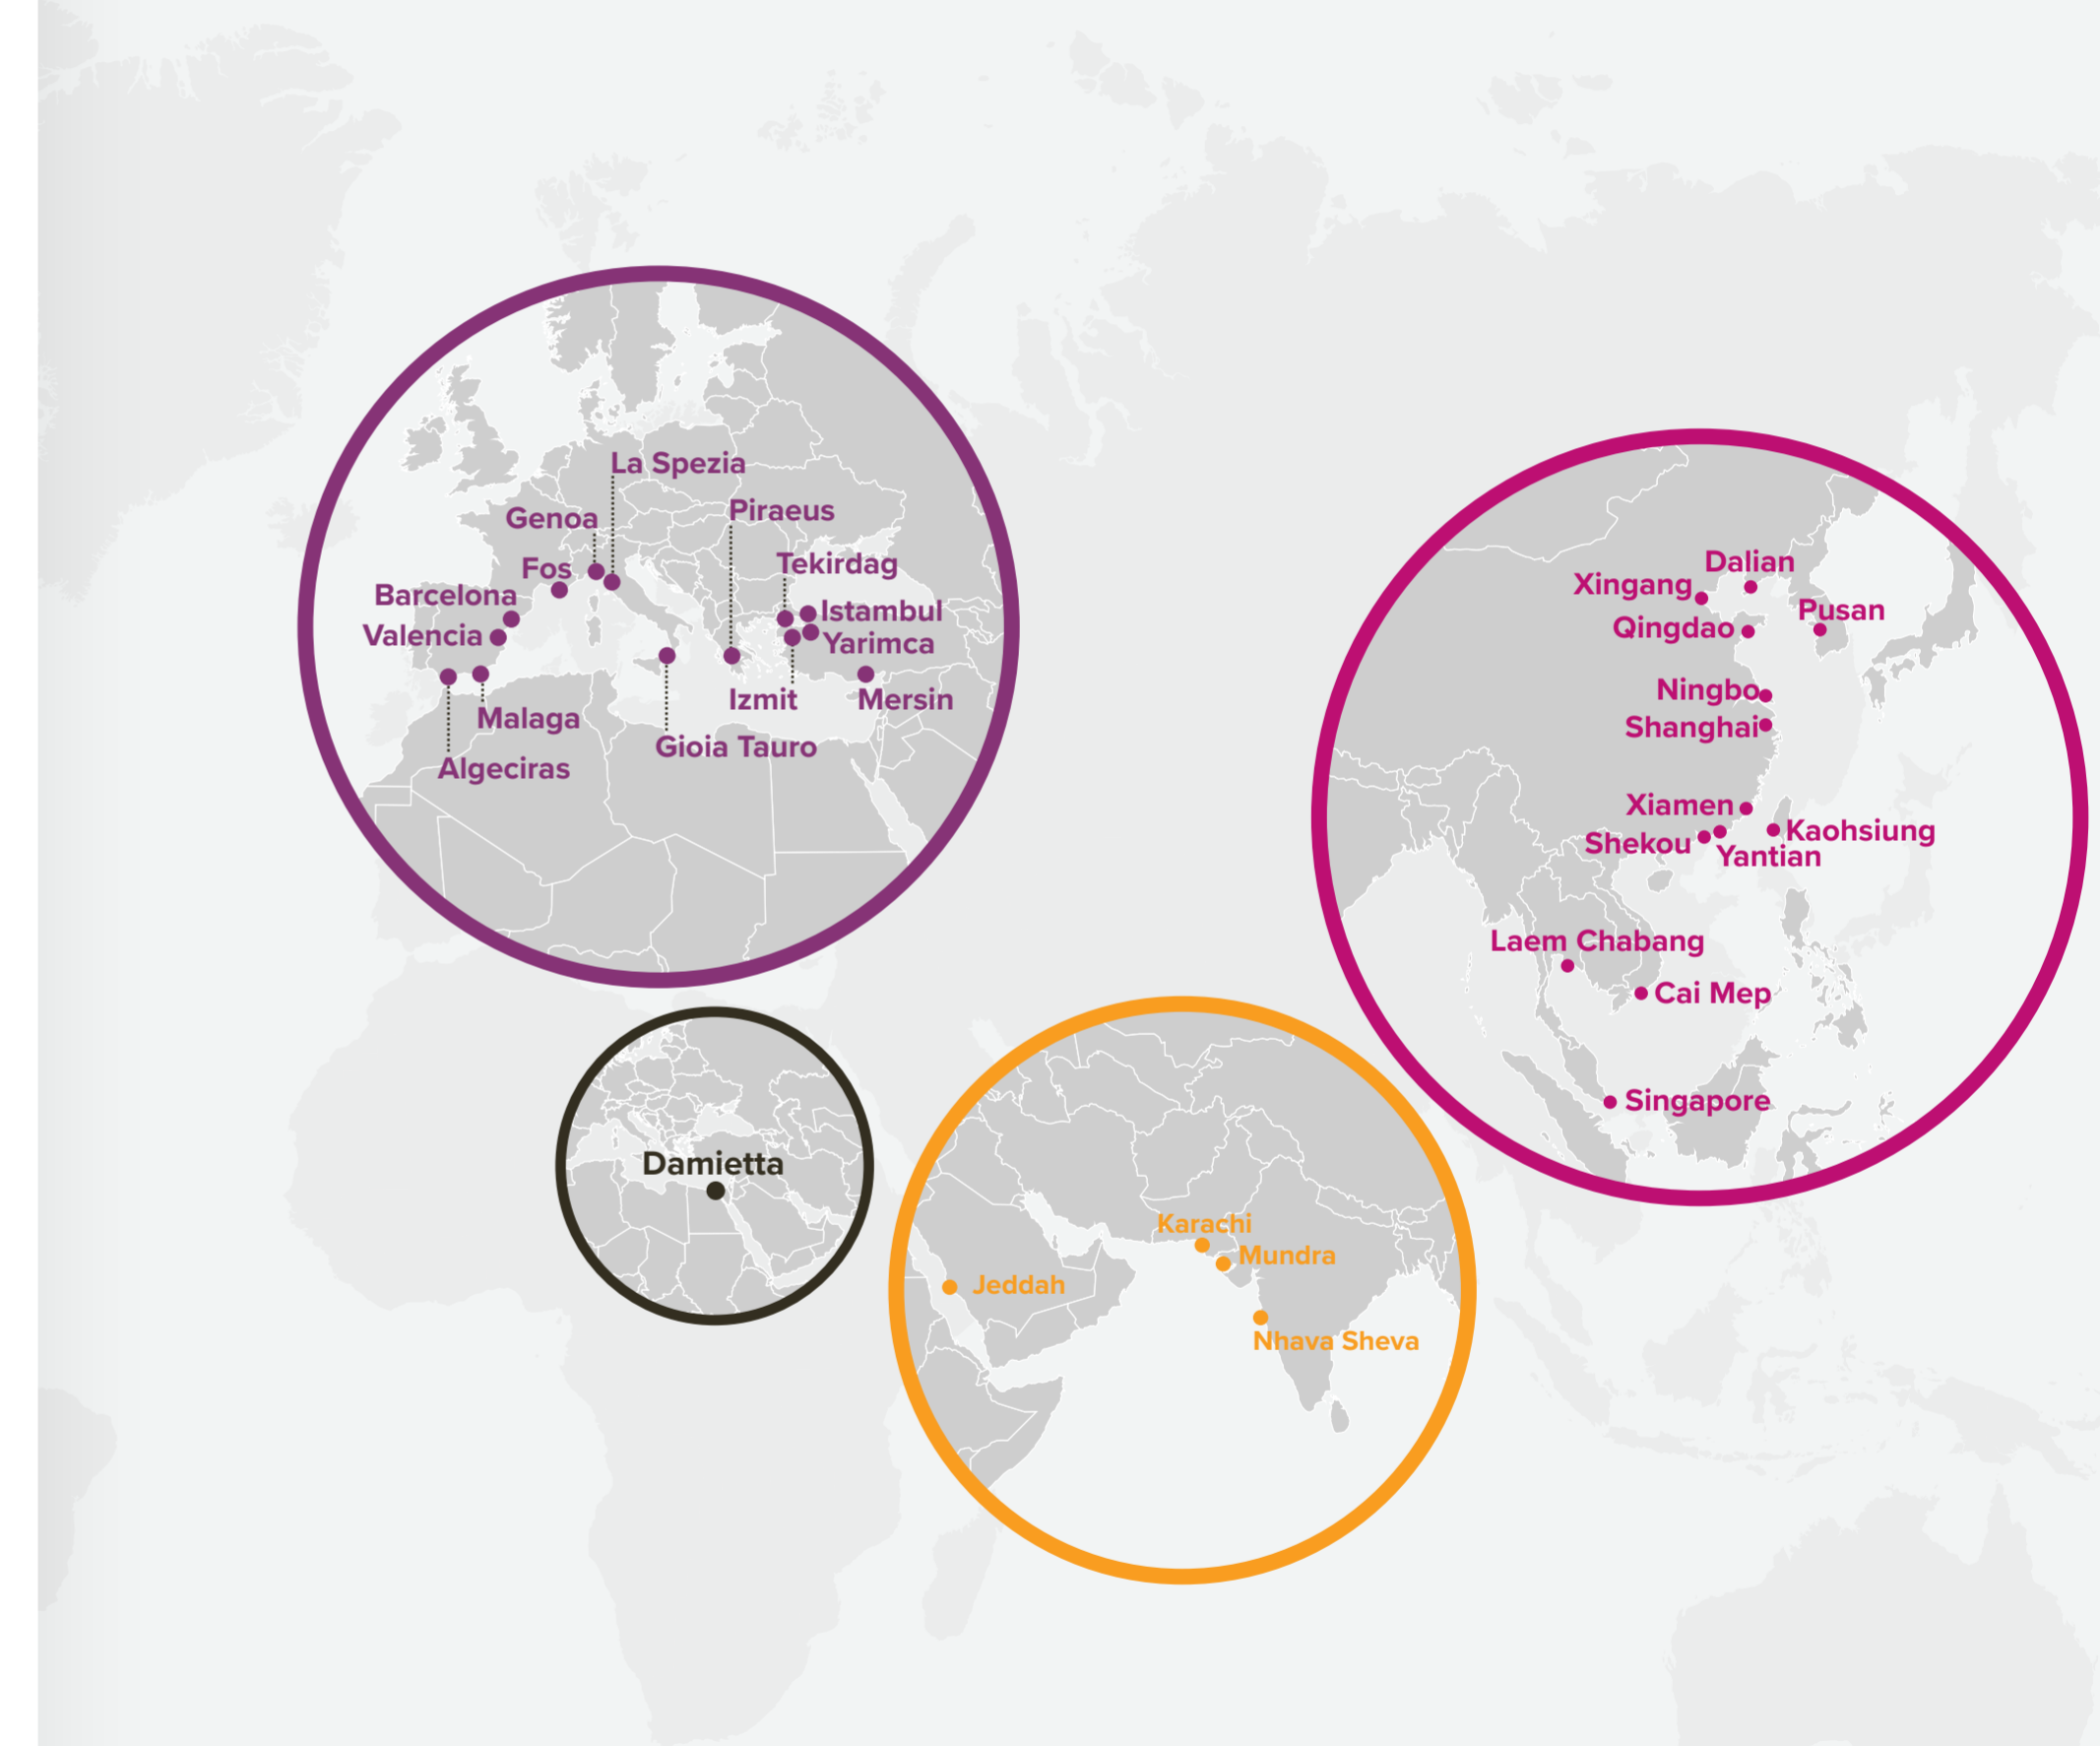 La Spezia
Piraeus
Genoa
Tekirdag
Fos
Barcelona
Istambul
Valencia
Yarimca
Izmit
Mersin
Malaga
Gioia Tauro
Algeciras
Dalian
Xingang
Pusan
Qingdao
Ningbo
Shanghai
Xiamen
Kaohsiung
Shekou
Yantian
Laem Chabang
Cai Mep
Singapore
Damietta
Karachi
Mundra
Jeddah
Nhava Sheva